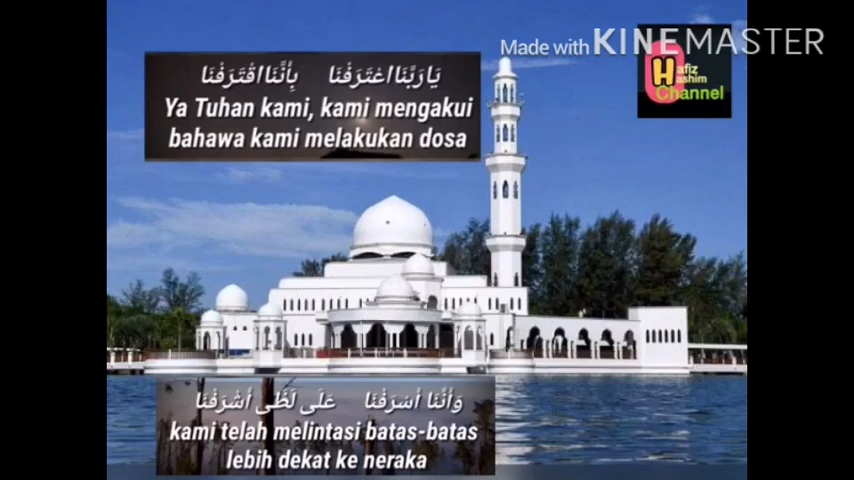 Made with KINEMASTER
Hafiz
Hashim
Channel
يَا رَبَّنَا اعْتَرَفْنَا بِأَنَّنَا اقْتَرَفْنَا
Ya Tuhan kami, kami mengakui
bahawa kami melakukan dosa
وَأَنَّنَا أَسْرَفْنَا عَلَى لَظَى أَشْرَفْنَا
kami telah melintasi batas-batas
lebih dekat ke neraka